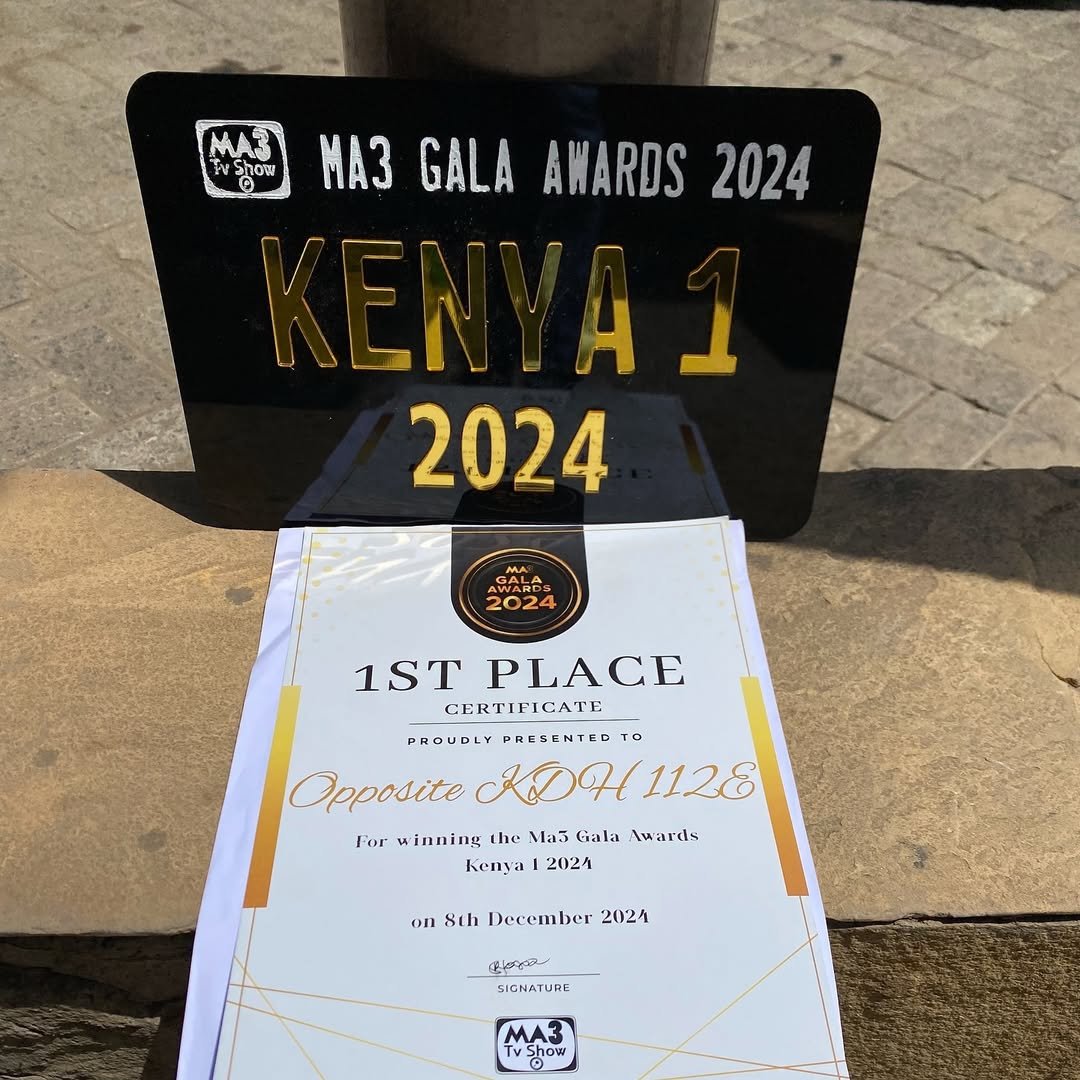 MA3
Tv Show
MA3 GALA AWARDS 2024
KENYA 1
2024
MA3
GALA
AWARDS
2024
1ST PLACE
CERTIFICATE
PROUDLY PRESENTED TO
Opposite KDH 112E
For winning the Ma3 Gala Awards
Kenya 1 2024
on 8th December 2024
SIGNATURE
MA3
Tv Show